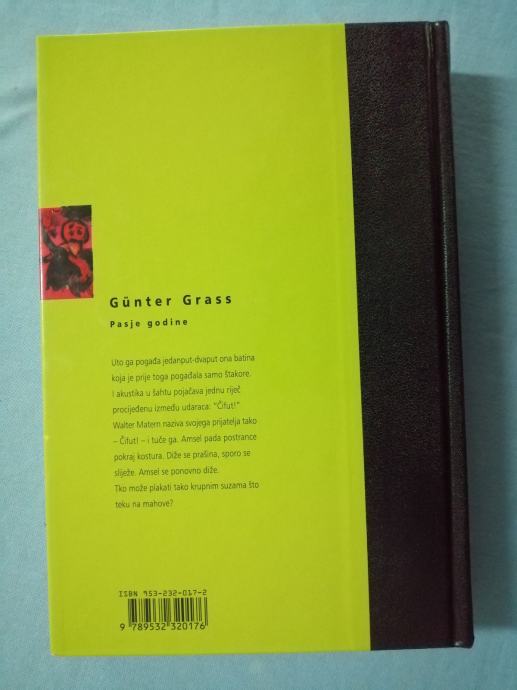 Günter Grass
Pasje godine
Uto ga pogađa jedanput-dvaput ona batina
koja je prije toga pogađala samo štakore.
I akustika u šahtu pojačava jednu riječ
procijeđenu između udaraca: "Čifut!"
Walter Matern naziva svojega prijatelja tako
– Čifut! – i tuče ga. Amsel pada postrance
pokraj kostura. Diže se prašina, sporo se
sliježe. Amsel se ponovno diže.
Tko može plakati tako krupnim suzama što
teku na mahove?
ISBN 953-232-017-2
9 789532 320176